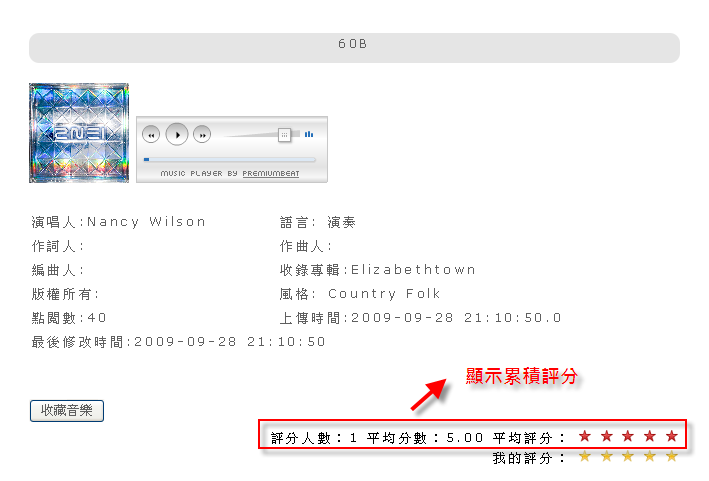 60B
2NE1
MUSIC PLAYER BY PREMIUMBEAT
演唱人:Nancy Wilson 語言: 演奏
作詞人: 作曲人:
編曲人: 收錄專輯:Elizabethtown
版權所有: 風格: Country Folk
點閱數:40 上傳時間:2009-09-28 21:10:50.0
最後修改時間:2009-09-28 21:10:50
顯示累積評分
收藏音樂
評分人數：1 平均分數：5.00 平均評分：
我的評分：